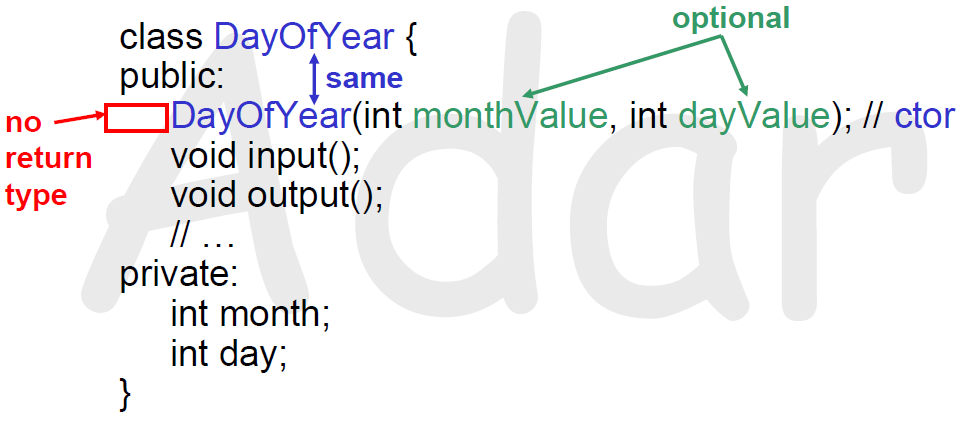 optional
class DayOfYear {
same
public:
no return type
DayOfYear(int monthValue, int dayValue); // ctor
void input();
void output();
// …
private:
int month;
int day;
}
Adar